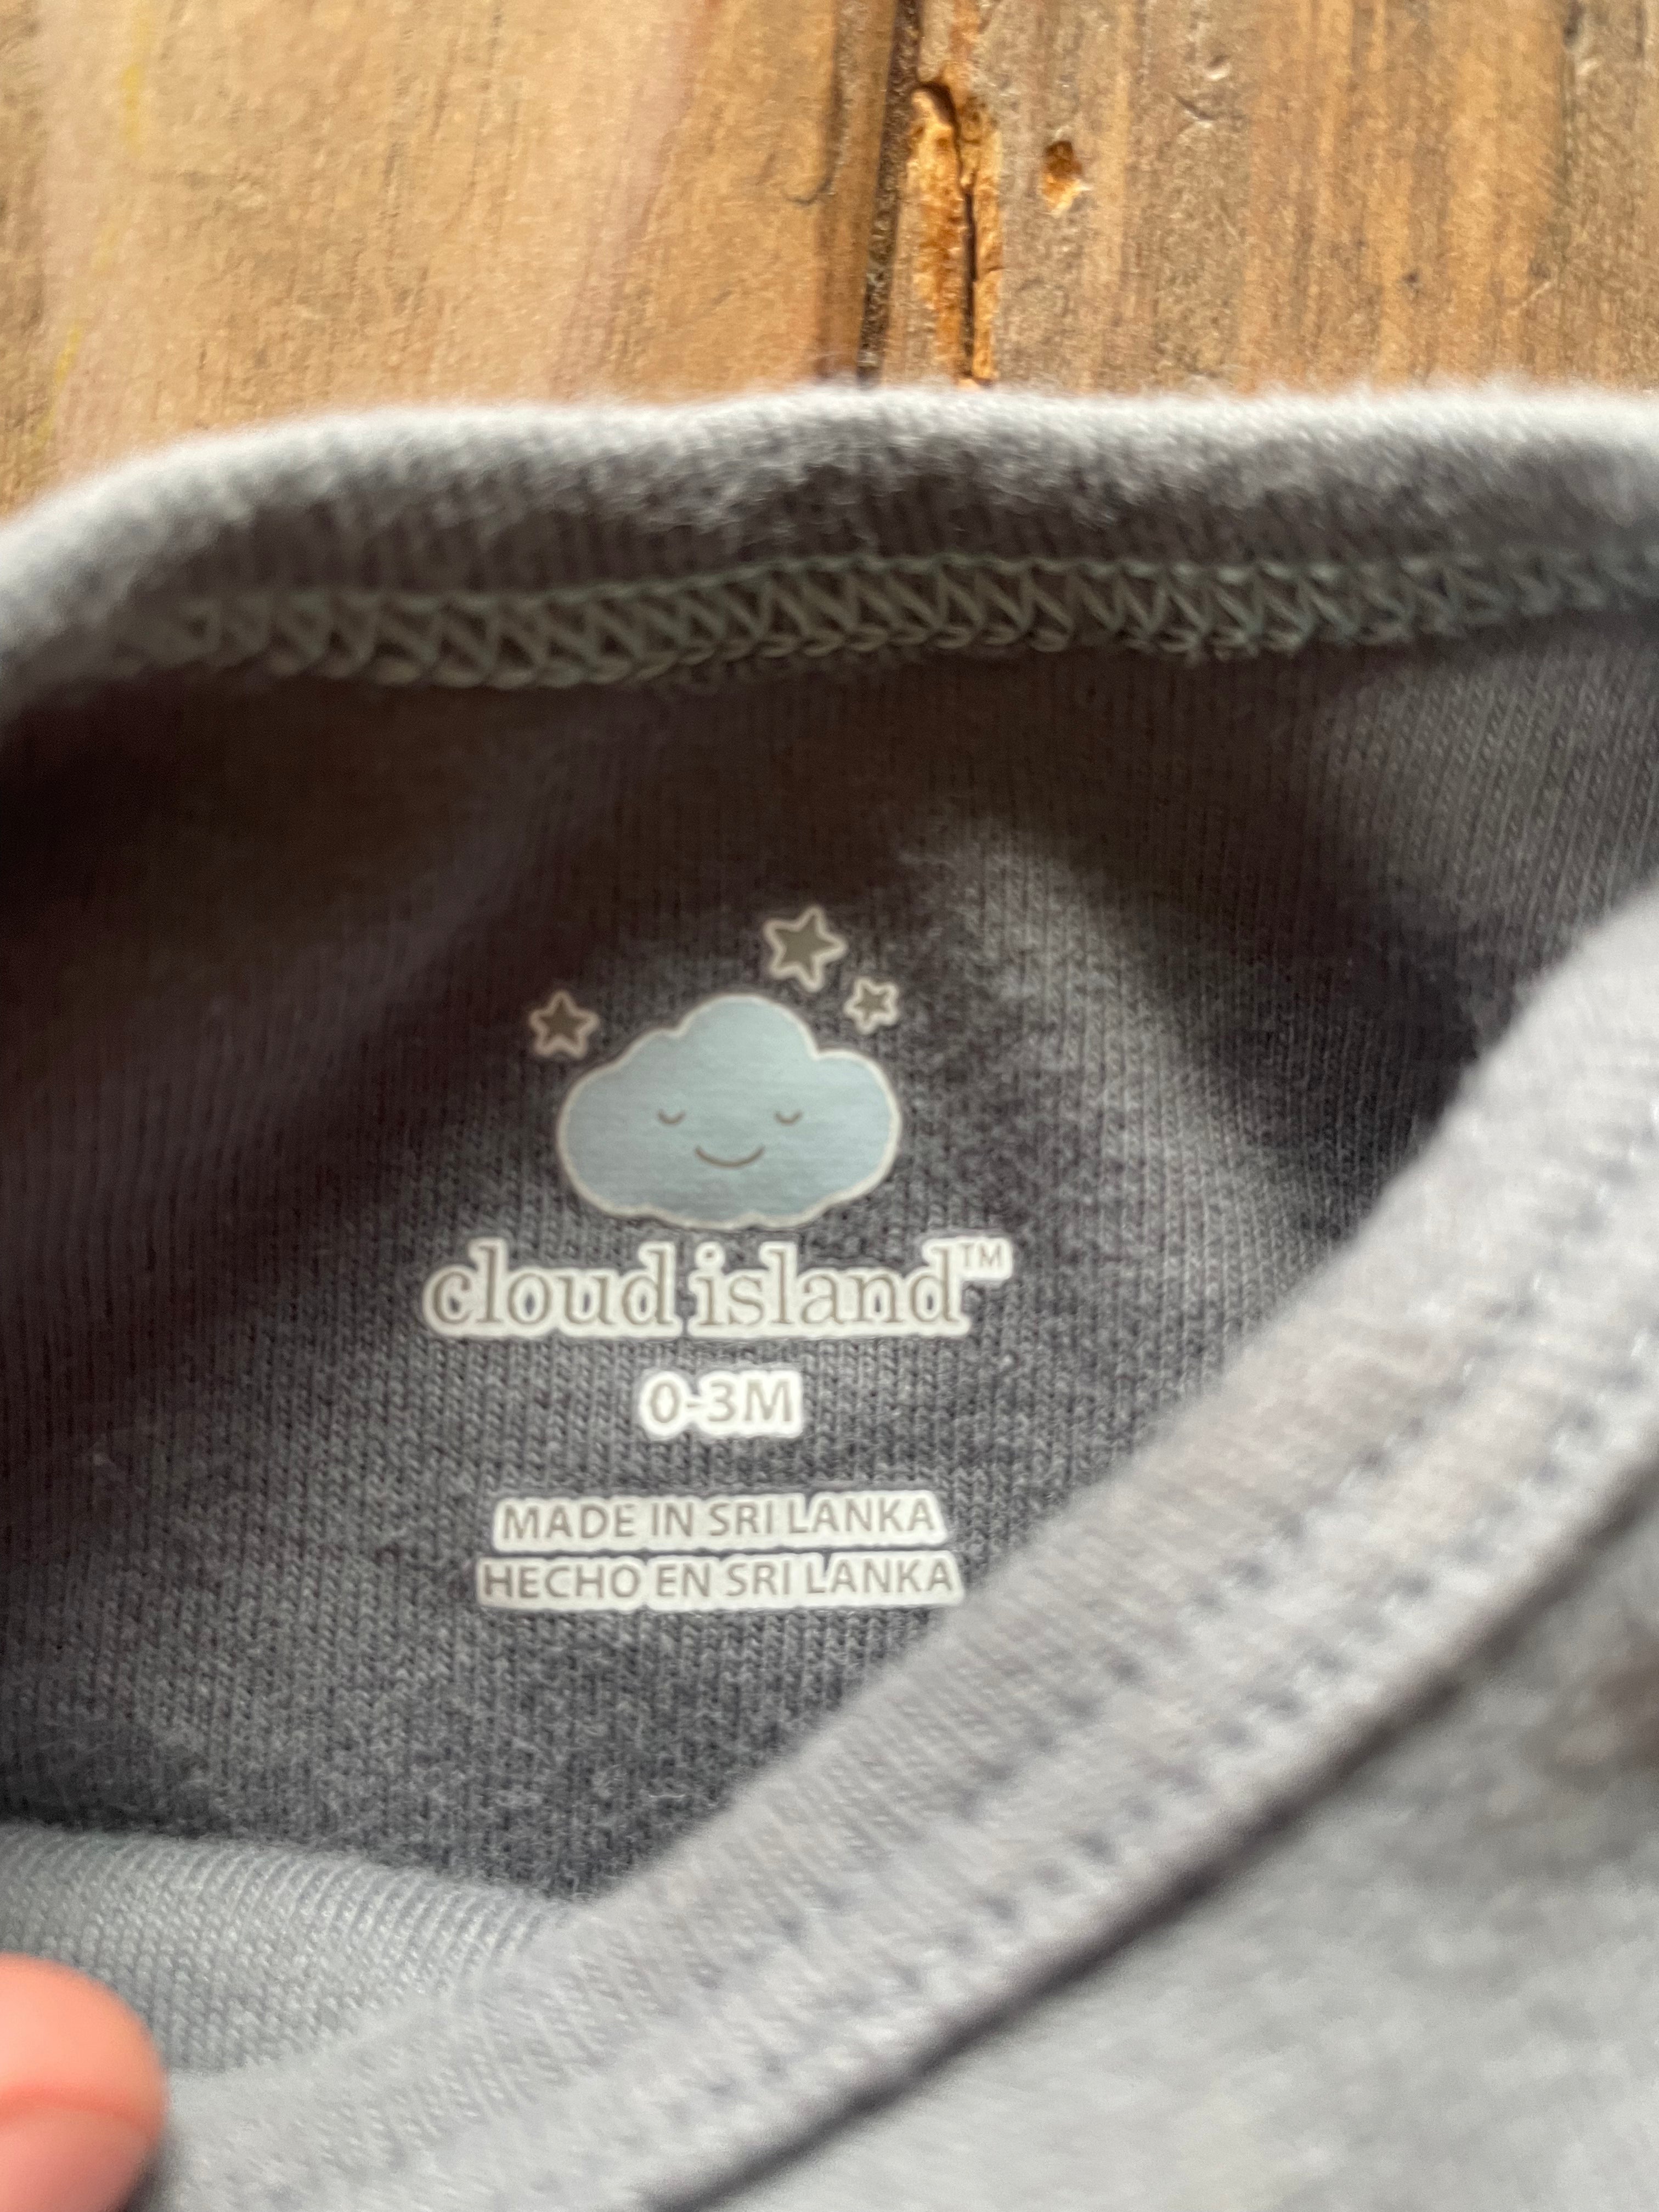 cloud island™
0-3M
MADE IN SRI LANKA
HECHO EN SRI LANKA